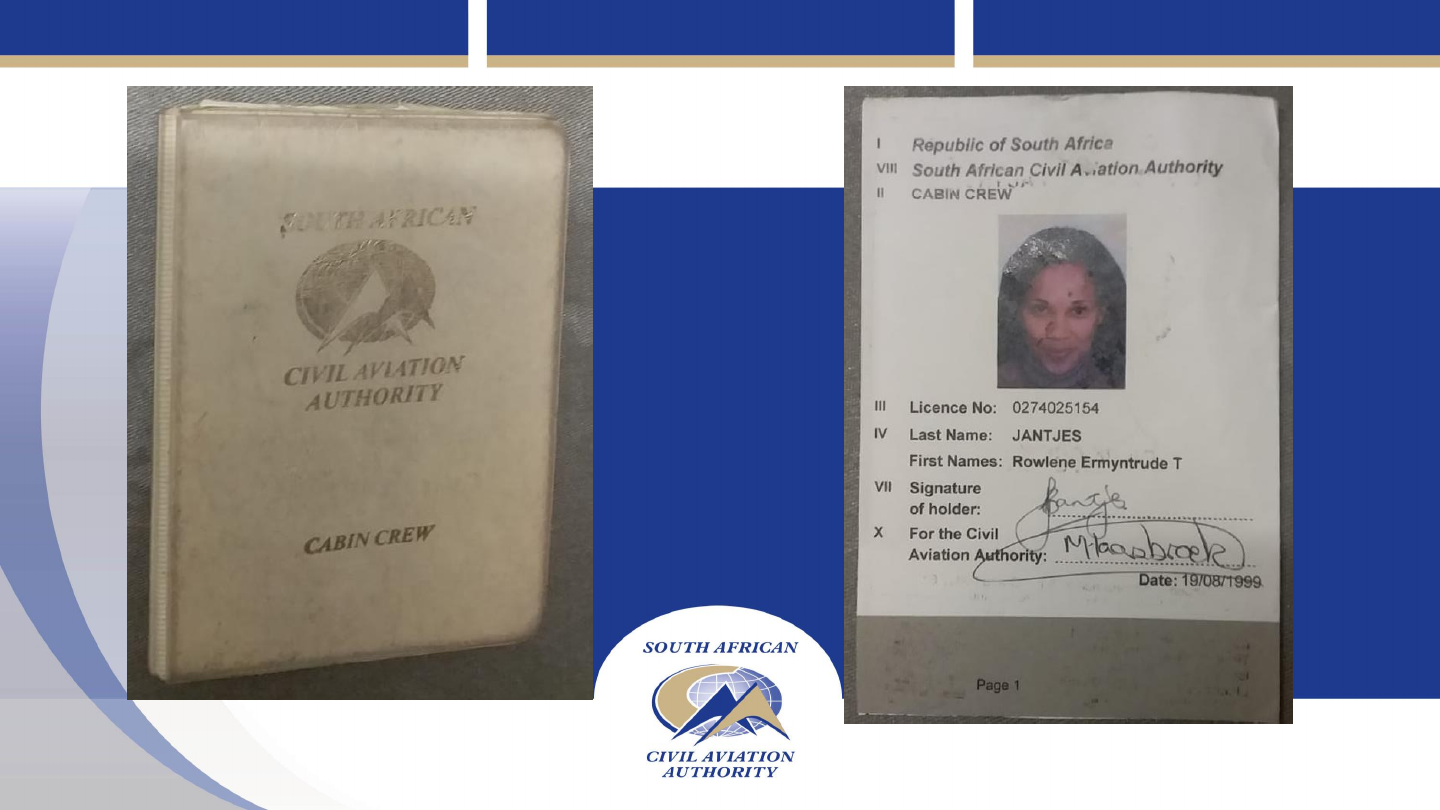 SOUTH AFRICAN
CIVIL AVIATION
AUTHORITY
CABIN CREW
I Republic of South Africa
VIII South African Civil Aviation Authority
II CABIN CREW
III Licence No: 0274025154
IV Last Name: JANTJES
First Names: Rowlene Ermyntrude T
VII Signature
of holder: Jantjes
X For the Civil
Aviation Authority:
Date: 19/08/1999
Page 1
SOUTH AFRICAN
CIVIL AVIATION
AUTHORITY